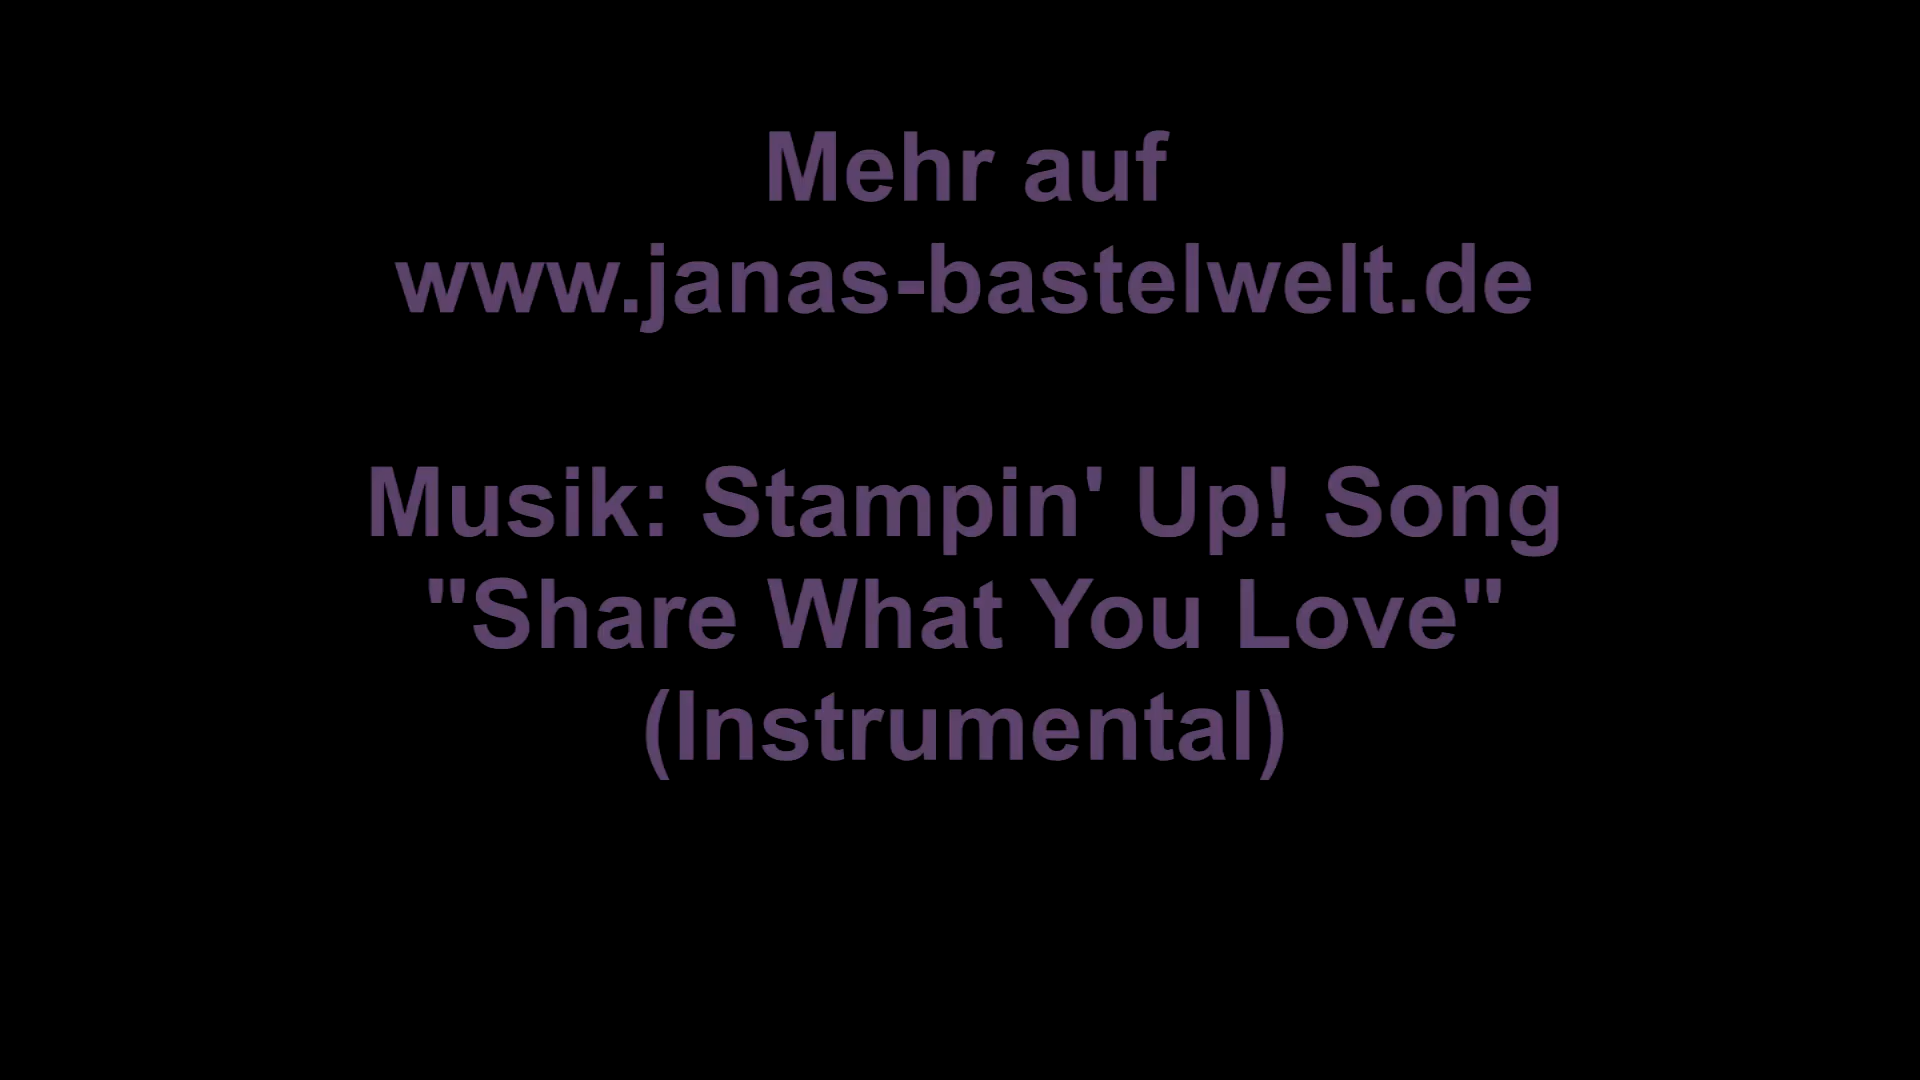 Mehr auf
www.janas-bastelwelt.de
Musik: Stampin' Up! Song
"Share What You Love"
(Instrumental)